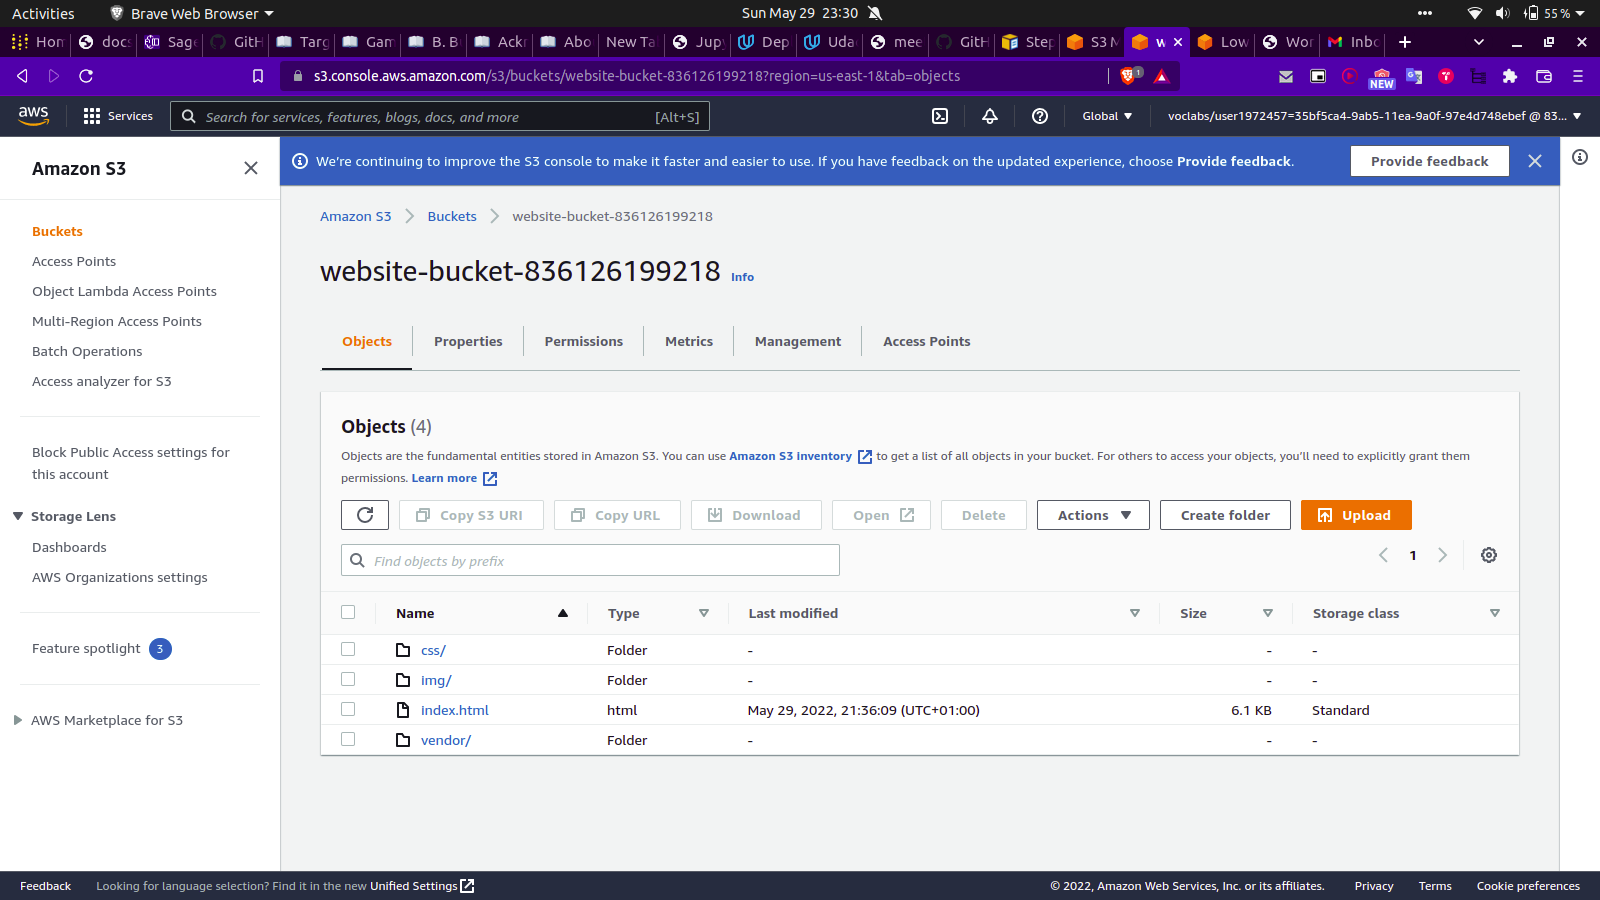 Activities Brave Web Browser Sun May 29 23:30 55 %
Hom docs Sage GitH Targ Gam B. B Ackn Abo New Ta Jup Dep Uda mee GitH Step S3 M w Low Wor Inbo
s3.console.aws.amazon.com/s3/buckets/website-bucket-836126199218?region=us-east-1&tab=objects 1 NEW
aws Services Search for services, features, blogs, docs, and more [Alt+S] Global voclabs/user1972457=35bf5ca4-9ab5-11ea-9a0f-97e4d748ebef @ 83...
Amazon S3
We're continuing to improve the S3 console to make it faster and easier to use. If you have feedback on the updated experience, choose Provide feedback. Provide feedback
Buckets
Access Points
Object Lambda Access Points
Multi-Region Access Points
Batch Operations
Access analyzer for S3
Block Public Access settings for
this account
Storage Lens
Dashboards
AWS Organizations settings
Feature spotlight 3
AWS Marketplace for S3
Amazon S3 Buckets website-bucket-836126199218
website-bucket-836126199218 Info
Objects Properties Permissions Metrics Management Access Points
Objects (4)
Objects are the fundamental entities stored in Amazon S3. You can use Amazon S3 inventory to get a list of all objects in your bucket. For others to access your objects, you'll need to explicitly grant them
permissions. Learn more
Copy S3 URI Copy URL Download Open Delete Actions Create folder Upload
Find objects by prefix 1
Name Type Last modified Size Storage class
css/ Folder - - -
img/ Folder - - -
index.html html May 29, 2022, 21:36:09 (UTC+01:00) 6.1 KB Standard
vendor/ Folder - - -
Feedback Looking for language selection? Find it in the new Unified Settings © 2022, Amazon Web Services, Inc. or its affiliates. Privacy Terms Cookie preferences